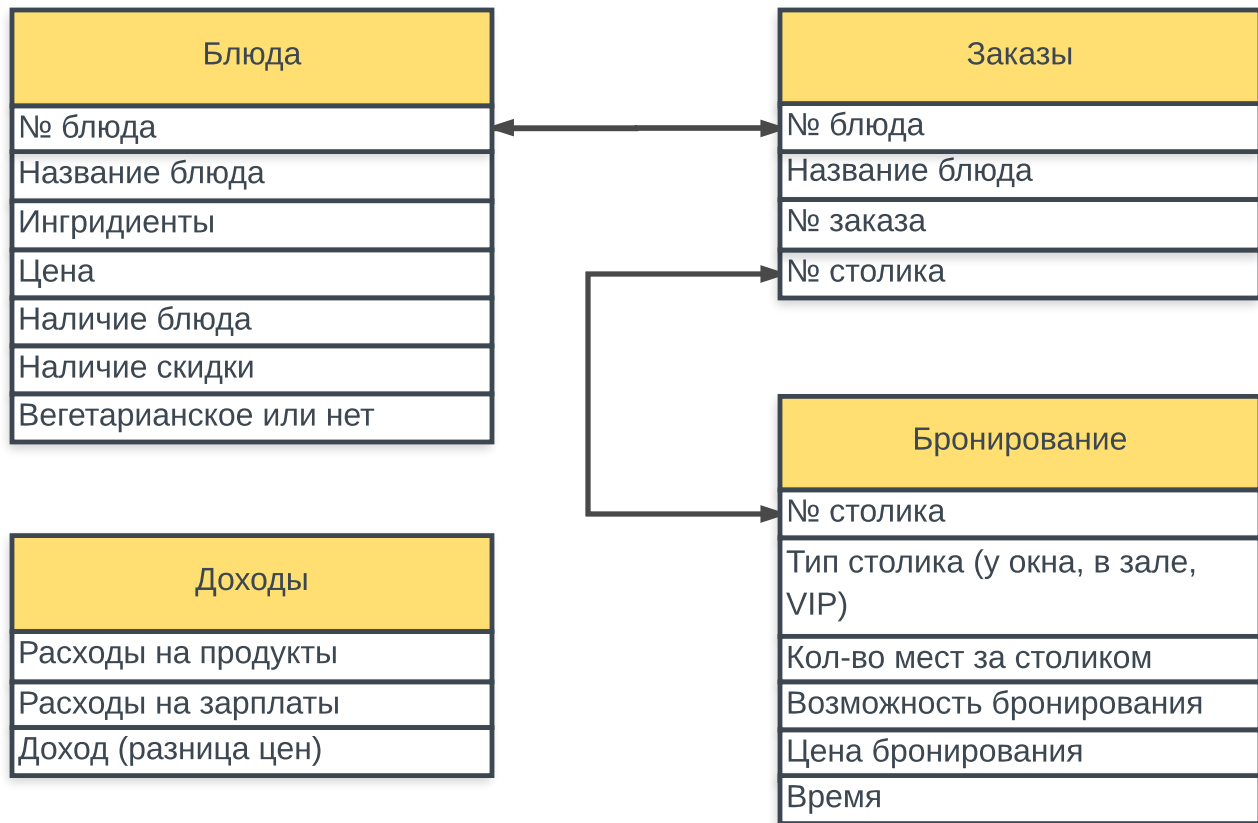 Блюда
№ блюда
Название блюда
Ингридиенты
Цена
Наличие блюда
Наличие скидки
Вегетарианское или нет
Заказы
№ блюда
Название блюда
№ заказа
№ столика
Доходы
Расходы на продукты
Расходы на зарплаты
Доход (разница цен)
Бронирование
№ столика
Тип столика (у окна, в зале,
VIP)
Кол-во мест за столиком
Возможность бронирования
Цена бронирования
Время